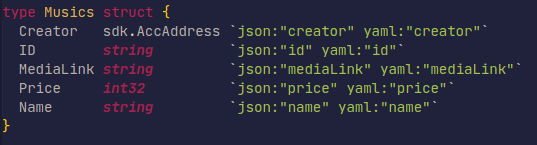 type Musics struct {
  Creator   sdk.AccAddress `json:"creator" yaml:"creator"`
  ID        string         `json:"id" yaml:"id"`
  MediaLink string         `json:"mediaLink" yaml:"mediaLink"`
  Price     int32          `json:"price" yaml:"price"`
  Name      string         `json:"name" yaml:"name"`
}